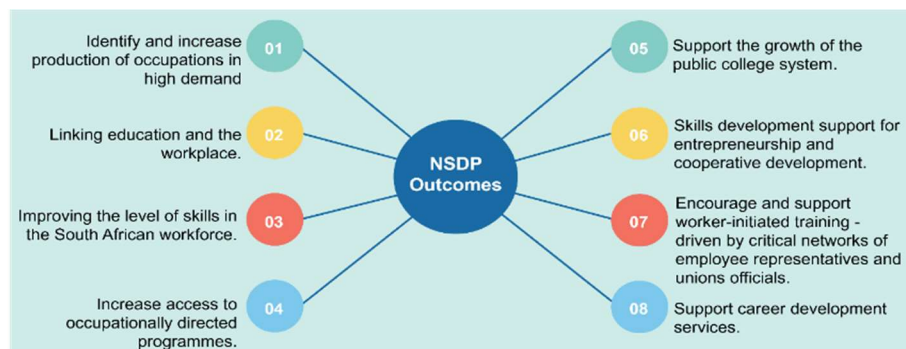 01
Identify and increase
production of occupations in
high demand
02
Linking education and the
workplace.
03
Improving the level of skills in
the South African workforce.
04
Increase access to
occupationally directed
programmes.
NSDP
Outcomes
05
Support the growth of the
public college system.
06
Skills development support for
entrepreneurship and
cooperative development.
07
Encourage and support
worker-initiated training -
driven by critical networks of
employee representatives and
unions officials.
08
Support career development
services.